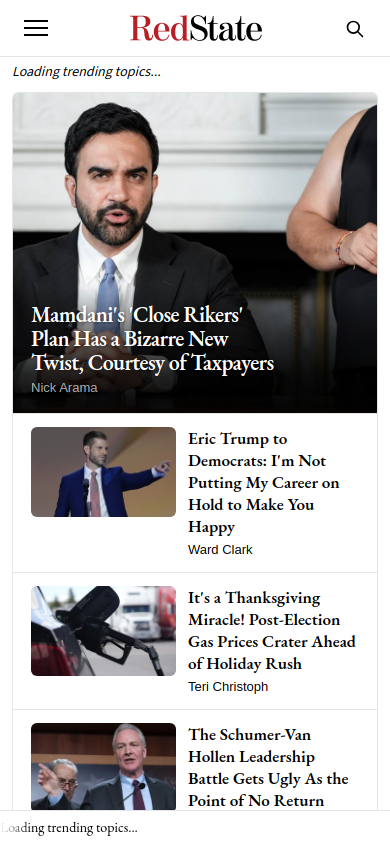 RedState
Loading trending topics...
Mamdani's 'Close Rikers'
Plan Has a Bizarre New
Twist, Courtesy of Taxpayers
Nick Arama
Eric Trump to
Democrats: I'm Not
Putting My Career on
Hold to Make You
Happy
Ward Clark
It's a Thanksgiving
Miracle! Post-Election
Gas Prices Crater Ahead
of Holiday Rush
Teri Christoph
The Schumer-Van
Hollen Leadership
Battle Gets Ugly As the
Point of No Return
Loading trending topics...